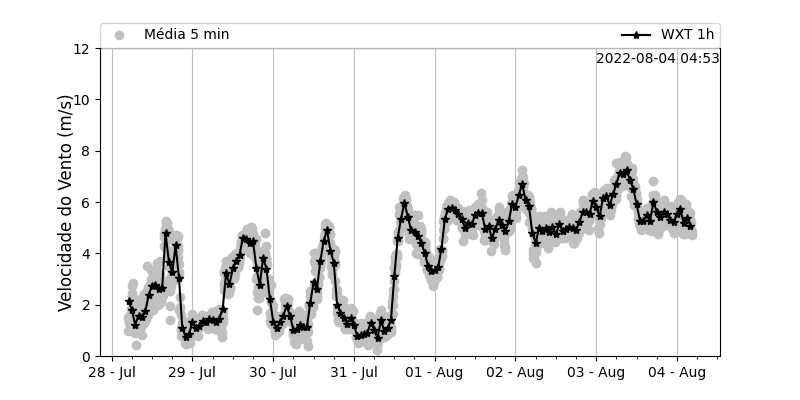 Média 5 min
WXT 1h
2022-08-04 04:53
Velocidade do Vento (m/s)
12
10
8
6
4
2
0
28 - Jul 29 - Jul 30 - Jul 31 - Jul 01 - Aug 02 - Aug 03 - Aug 04 - Aug